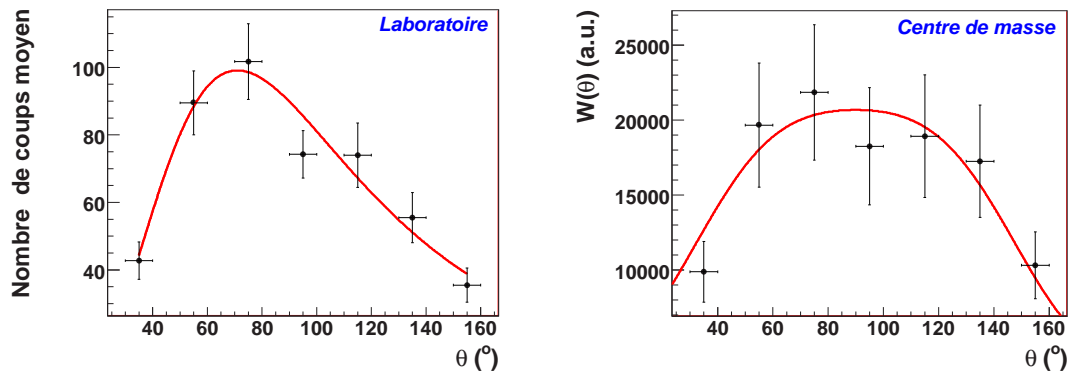 Laboratoire
Nombre de coups moyen
100
80
60
40
40 60 80 100 120 140 160
θ (º)
Centre de masse
W(θ) (a.u.)
25000
20000
15000
10000
40 60 80 100 120 140 160
θ (º)